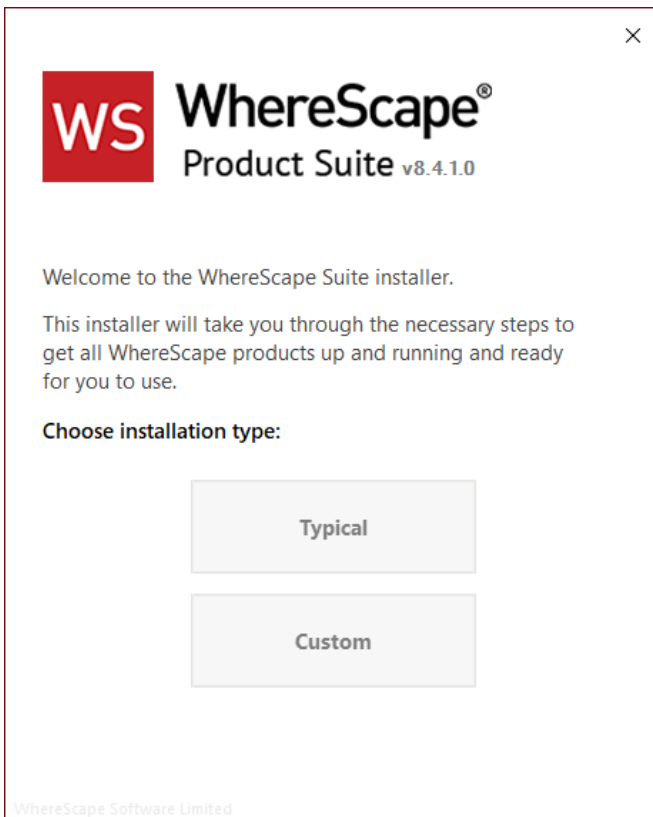 WS
WhereScape®
Product Suite v8.4.1.0
Welcome to the WhereScape Suite installer.
This installer will take you through the necessary steps to
get all WhereScape products up and running and ready
for you to use.
Choose installation type:
Typical
Custom
WhereScape Software Limited